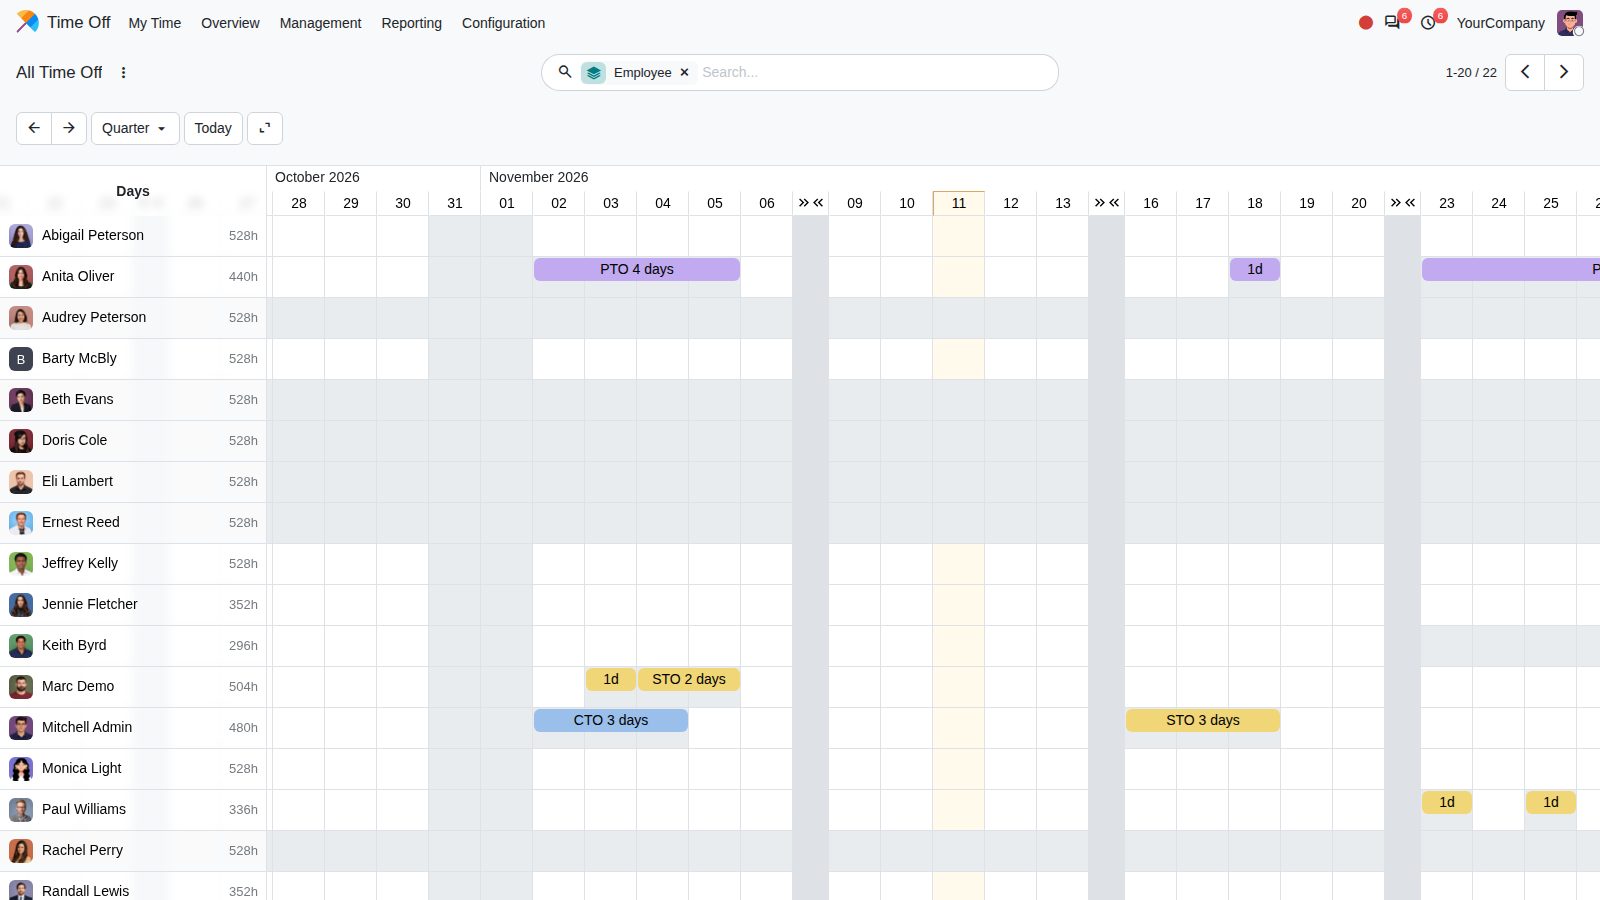 Time Off My Time Overview Management Reporting Configuration 6 6 YourCompany
All Time Off Employee × Search... 1-20 / 22
Quarter Today
Days October 2026 November 2026
28 29 30 31 01 02 03 04 05 06 09 10 11 12 13 16 17 18 19 20 23 24 25
Abigail Peterson 528h
Anita Oliver 440h PTO 4 days 1d P
Audrey Peterson 528h
B Barty McBly 528h
Beth Evans 528h
Doris Cole 528h
Eli Lambert 528h
Ernest Reed 528h
Jeffrey Kelly 528h
Jennie Fletcher 352h
Keith Byrd 296h
Marc Demo 504h 1d STO 2 days
Mitchell Admin 480h CTO 3 days STO 3 days
Monica Light 528h
Paul Williams 336h 1d 1d
Rachel Perry 528h
Randall Lewis 352h